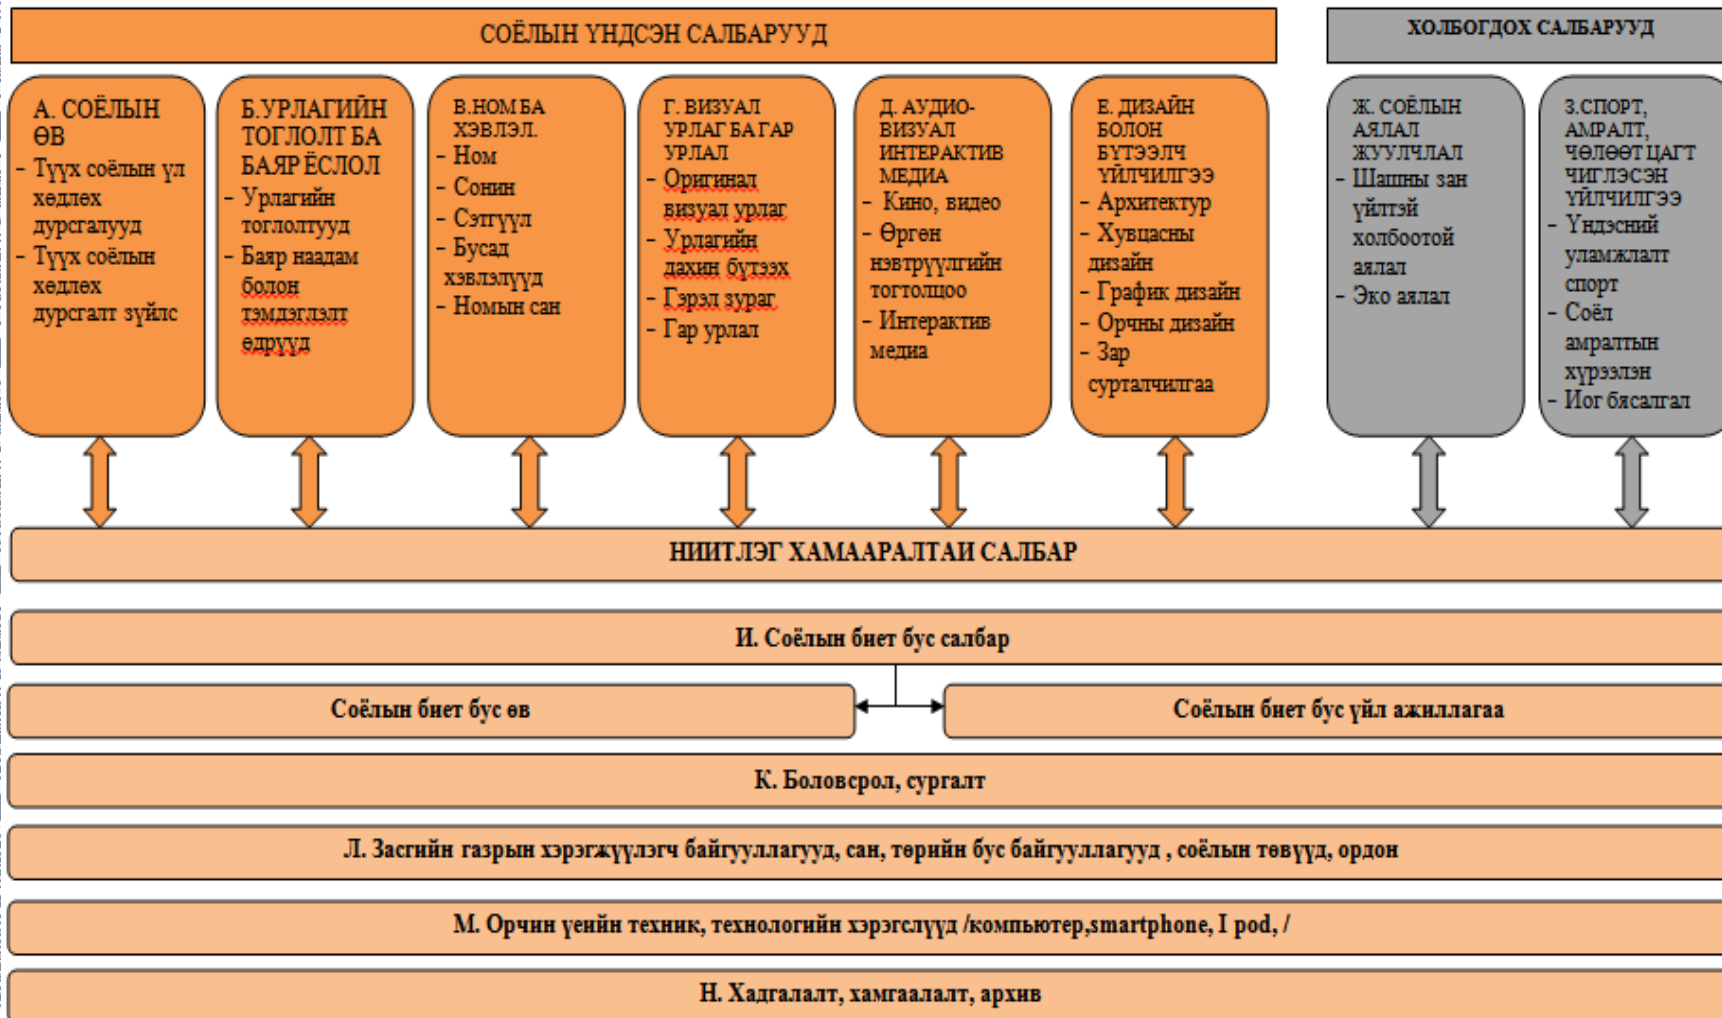 СОЁЛЫН ҮНДСЭН САЛБАРУУД
ХОЛБОГДОХ САЛБАРУУД
А. СОЁЛЫН
ӨВ
- Түүх соёлын үл
хөдлөх
дурсгалууд
- Түүх соёлын
хөдлөх
дурсгалт зүйлс
Б.УРЛАГИЙН
ТОГЛОЛТ БА
БАЯР ЁСЛОЛ
- Урлагийн
тоглолтууд
- Баяр наадам
болон
тэмдэглэлт
өдрүүд
В.НОМ БА
ХЭВЛЭЛ.
- Ном
- Сонин
- Сэтгүүл
- Бусад
хэвлэлүүд
- Номын сан
Г. ВИЗУАЛ
УРЛАГ БА ГАР
УРЛАЛ
- Оригинал
визуал урлаг
- Урлагийн
дахин бүтээх
- Гэрэл зураг
- Гар урлал
Д. АУДИО-
ВИЗУАЛ
ИНТЕРАКТИВ
МЕДИА
- Кино, видео
- Өргөн
нэвтрүүлгийн
тогтолцоо
- Интерактив
медиа
Е. ДИЗАЙН
БОЛОН
БҮТЭЭЛЧ
ҮЙЛЧИЛГЭЭ
- Архитектур
- Хувцасны
дизайн
- График дизайн
- Орчны дизайн
- Зар
сурталчилгаа
Ж. СОЁЛЫН
АЯЛАЛ
ЖУУЛЧЛАЛ
- Шашны зан
үйлтэй
холбоотой
аялал
- Эко аялал
З.СПОРТ,
АМРАЛТ,
ЧӨЛӨӨТ ЦАГТ
ЧИГЛЭСЭН
ҮЙЛЧИЛГЭЭ
- Үндэсний
уламжлалт
спорт
- Соёл
амралтын
хүрээлэн
- Иог бясалгал
НИЙТЛЭГ ХАМААРАЛТАЙ САЛБАР
И. Соёлын биет бус салбар
Соёлын биет бус өв
Соёлын биет бус үйл ажиллагаа
К. Боловсрол, сургалт
Л. Засгийн газрын хэрэгжүүлэгч байгууллагууд, сан, төрийн бус байгууллагууд , соёлын төвүүд, ордон
М. Орчин үеийн техник, технологийн хэрэгслүүд /компьютер,smartphone, I pod, /
Н. Хадгалалт, хамгаалалт, архив